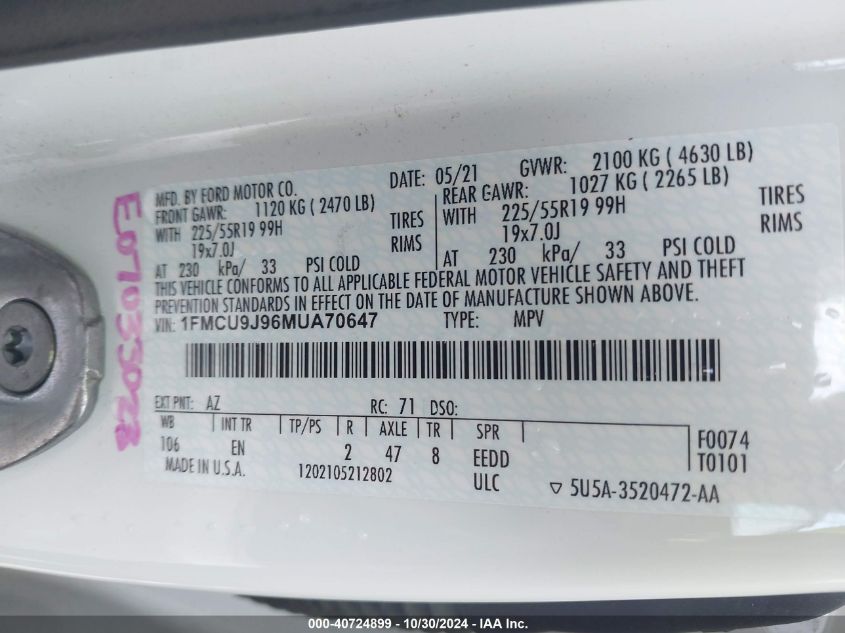 MFD. BY FORD MOTOR CO.
DATE: 05/21 GVWR: 2100 KG ( 4630 LB)
FRONT GAWR: 1120 KG ( 2470 LB)
WITH 225/55R19 99H TIRES
19x7.0J RIMS
AT 230 kPa/ 33 PSI COLD
REAR GAWR: 1027 KG ( 2265 LB)
WITH 225/55R19 99H TIRES
19x7.0J RIMS
AT 230 kPa/ 33 PSI COLD
THIS VEHICLE CONFORMS TO ALL APPLICABLE FEDERAL MOTOR VEHICLE SAFETY AND THEFT
PREVENTION STANDARDS IN EFFECT ON THE DATE OF MANUFACTURE SHOWN ABOVE.
VIN: 1FMCU9J96MUA70647 TYPE: MPV
EXT PNT: AZ RC: 71 DSO:
WB INT TR TP/PS R AXLE TR SPR
106 EN 2 47 8 EEDD
F0074
T0101
MADE IN U.S.A. 1202105212802 ULC
5U5A-3520472-AA
E07033028
000-40724899 - 10/30/2024 - IAA Inc.